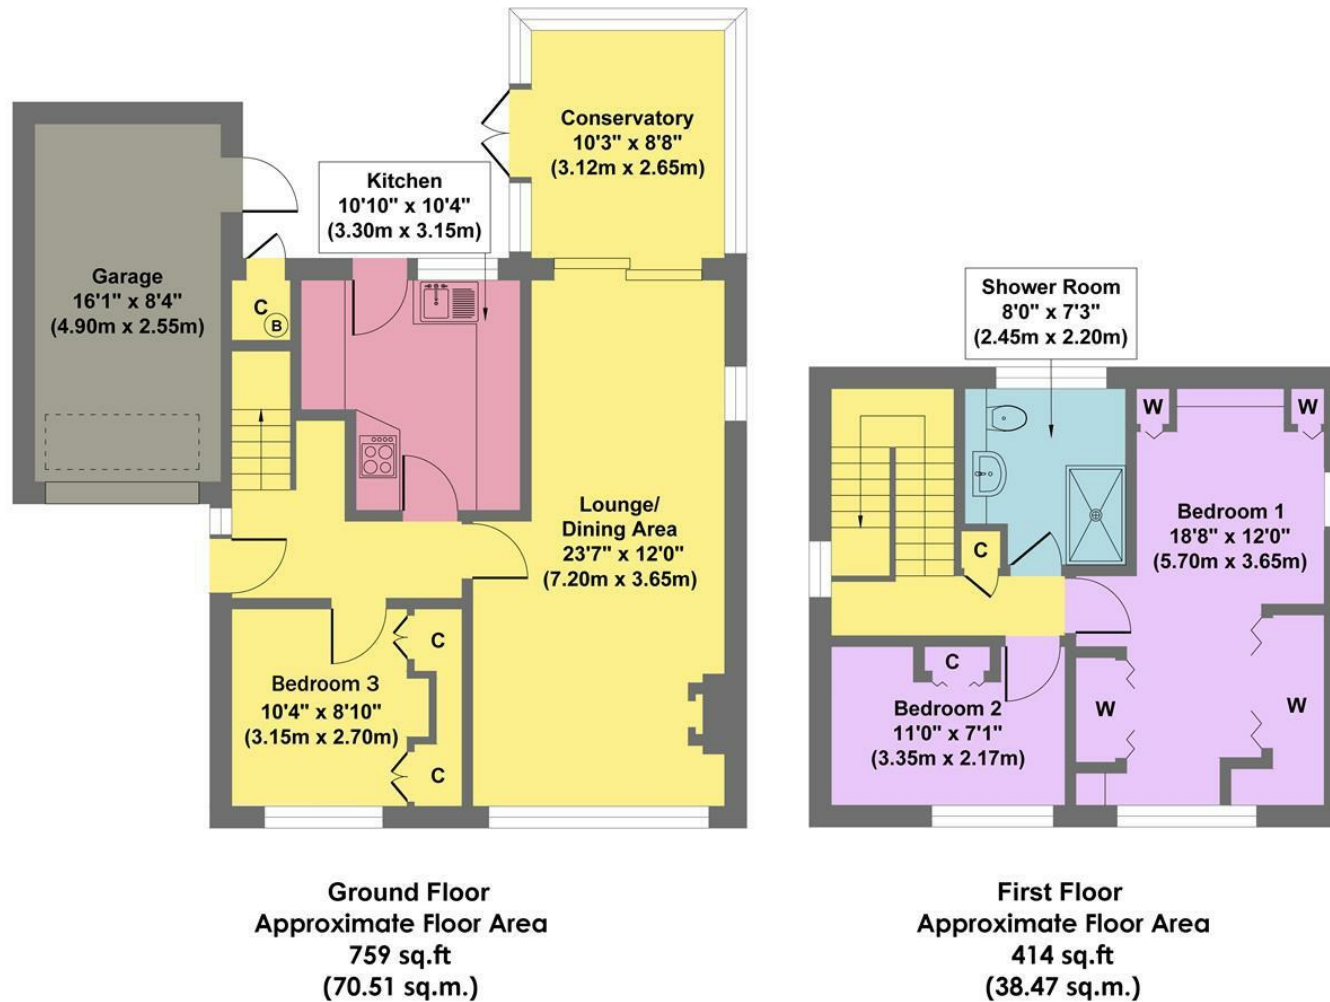 Conservatory
10'3" x 8'8"
(3.12m x 2.65m)
Kitchen
10'10" x 10'4"
(3.30m x 3.15m)
Garage
16'1" x 8'4"
(4.90m x 2.55m)
C
B
Lounge/
Dining Area
23'7" x 12'0"
(7.20m x 3.65m)
Bedroom 3
10'4" x 8'10"
(3.15m x 2.70m)
C
C
Ground Floor
Approximate Floor Area
759 sq.ft
(70.51 sq.m.)
Shower Room
8'0" x 7'3"
(2.45m x 2.20m)
W
W
Bedroom 1
18'8" x 12'0"
(5.70m x 3.65m)
C
C
Bedroom 2
11'0" x 7'1"
(3.35m x 2.17m)
W
W
First Floor
Approximate Floor Area
414 sq.ft
(38.47 sq.m.)